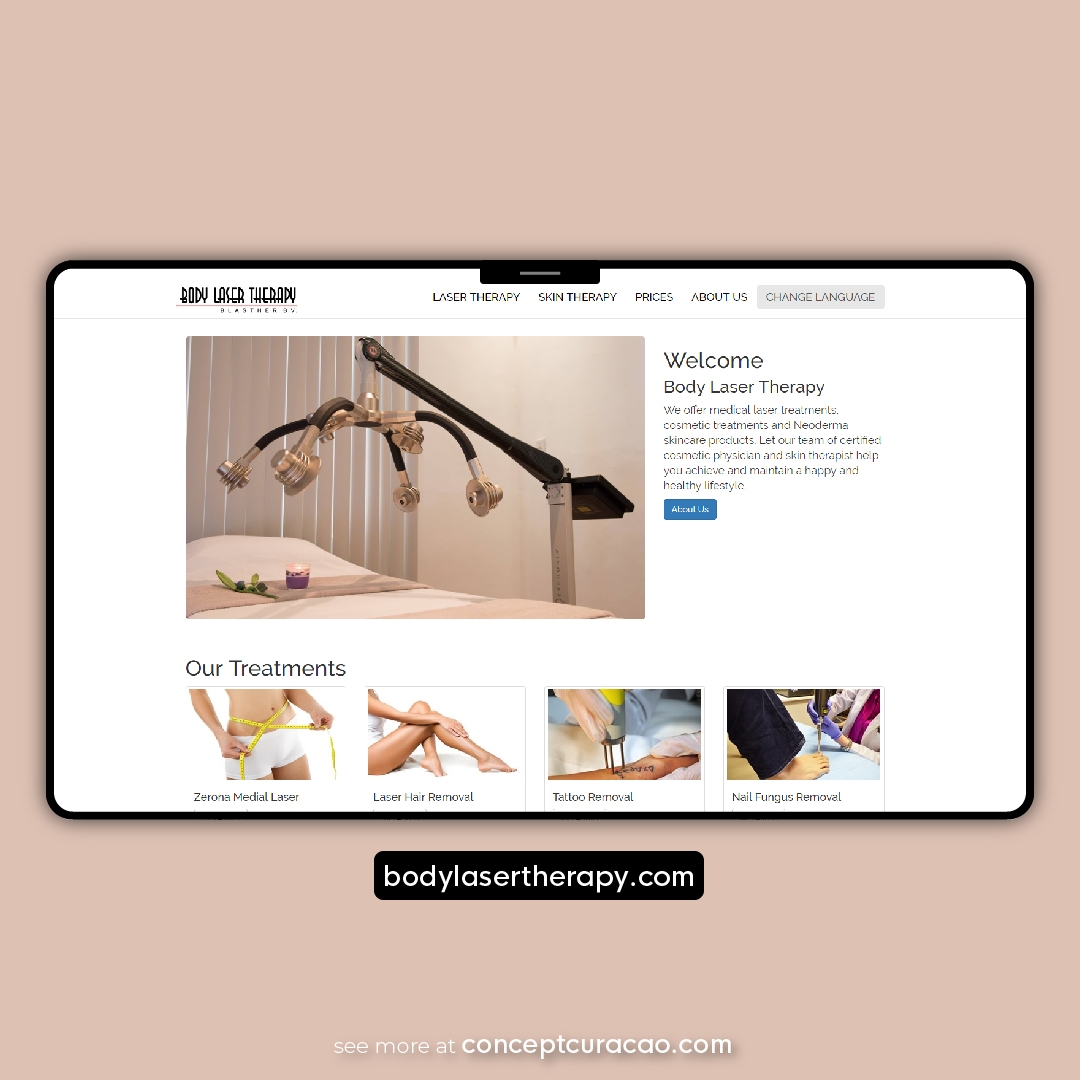 BODY LASER THERAPY
BLASTHER B.V.
LASER THERAPY
SKIN THERAPY
PRICES
ABOUT US
CHANGE LANGUAGE
Welcome
Body Laser Therapy
We offer medical laser treatments,
cosmetic treatments and Neoderma
skincare products. Let our team of certified
cosmetic physician and skin therapist help
you achieve and maintain a happy and
healthy lifestyle.
About Us
Our Treatments
Zerona Medial Laser
Laser Hair Removal
Tattoo Removal
Nail Fungus Removal
bodylasertherapy.com
see more at conceptcuracao.com